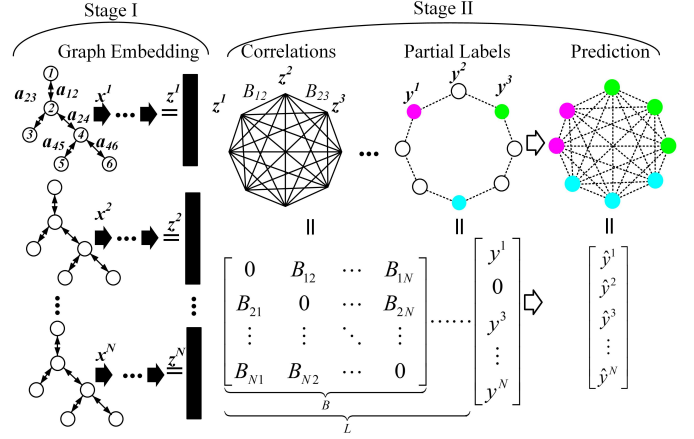 Stage I
Stage II
Graph Embedding
Correlations
Partial Labels
Prediction
1
a₂₃ a₁₂
2
a₂₄
3 4
a₄₅ a₄₆
5 6
x¹ ... = z¹
z¹ B₁₂ z² B₂₃ z³
...
y¹ y² y³
x² ... = z²
...
...
xᴺ ... = zᴺ
=
=
=
0 B₁₂ ⋯ B₁N
B₂₁ 0 ⋯ B₂N
⋮ ⋮ ⋱ ⋮
B_N1 B_N2 ⋯ 0
B
L
......
y¹
0
y³
⋮
yᴺ
ŷ¹
ŷ²
ŷ³
⋮
ŷᴺ